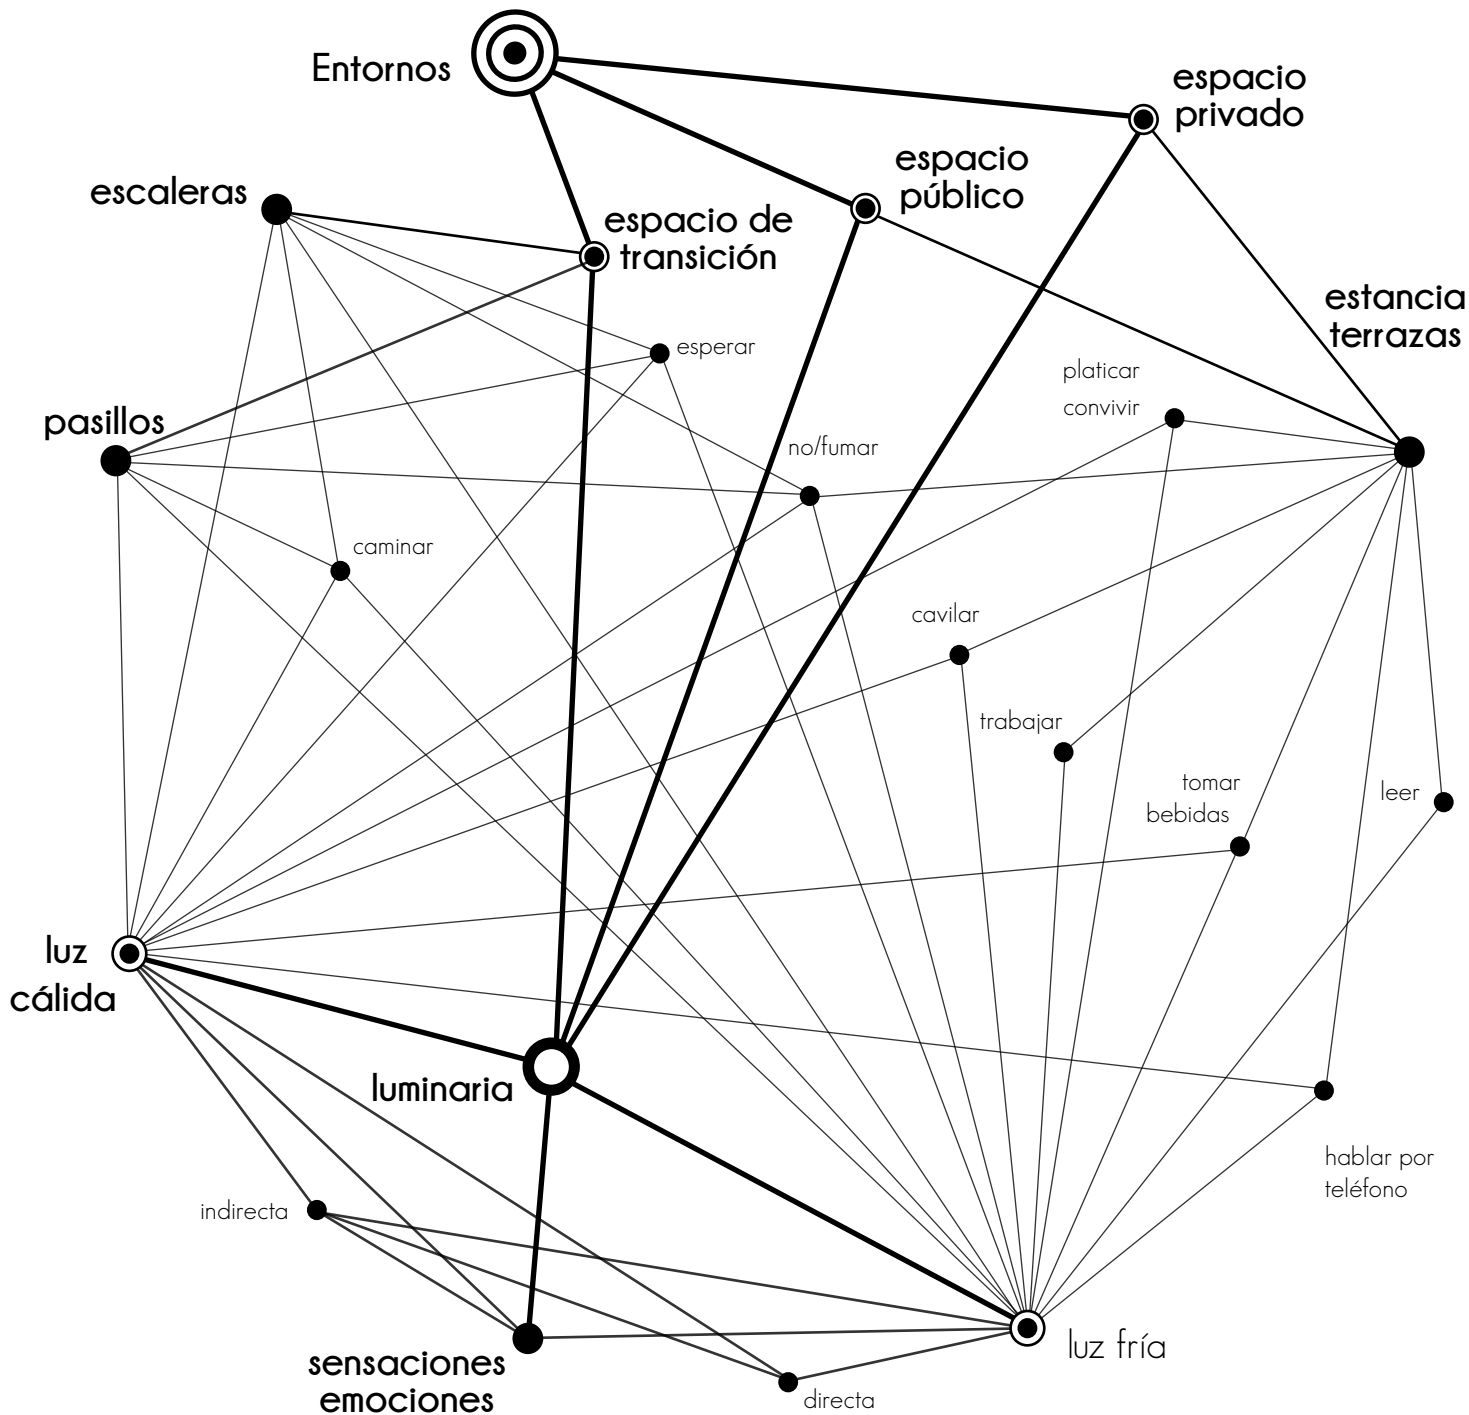 Entornos
espacio
privado
espacio
público
escaleras
espacio de
transición
estancia
terrazas
esperar
platicar
convivir
pasillos
no/fumar
caminar
cavilar
trabajar
tomar
bebidas
leer
luz
cálida
luminaria
hablar por
teléfono
indirecta
luz fría
sensaciones
emociones
directa